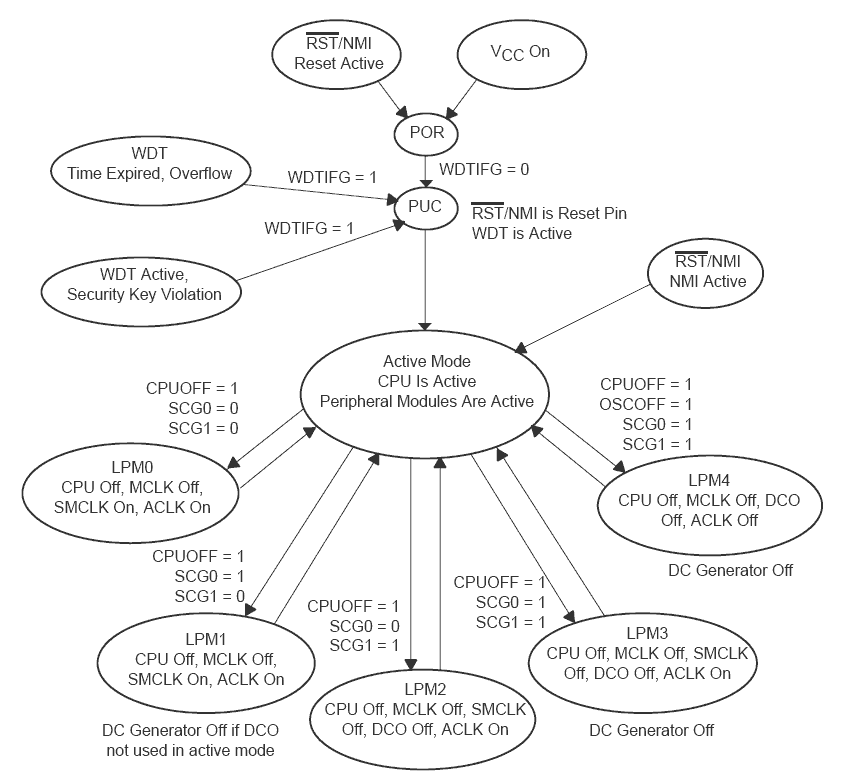 RST/NMI
Reset Active
VCC On
POR
WDTIFG = 0
WDT
Time Expired, Overflow
WDTIFG = 1
PUC
RST/NMI is Reset Pin
WDT is Active
WDTIFG = 1
WDT Active,
Security Key Violation
RST/NMI
NMI Active
Active Mode
CPU Is Active
Peripheral Modules Are Active
CPUOFF = 1
SCG0 = 0
SCG1 = 0
CPUOFF = 1
OSCOFF = 1
SCG0 = 1
SCG1 = 1
LPM0
CPU Off, MCLK Off,
SMCLK On, ACLK On
LPM4
CPU Off, MCLK Off, DCO
Off, ACLK Off
DC Generator Off
CPUOFF = 1
SCG0 = 1
SCG1 = 0
CPUOFF = 1
SCG0 = 0
SCG1 = 1
CPUOFF = 1
SCG0 = 1
SCG1 = 1
LPM1
CPU Off, MCLK Off,
SMCLK On, ACLK On
DC Generator Off if DCO
not used in active mode
LPM2
CPU Off, MCLK Off, SMCLK
Off, DCO Off, ACLK On
LPM3
CPU Off, MCLK Off, SMCLK
Off, DCO Off, ACLK On
DC Generator Off